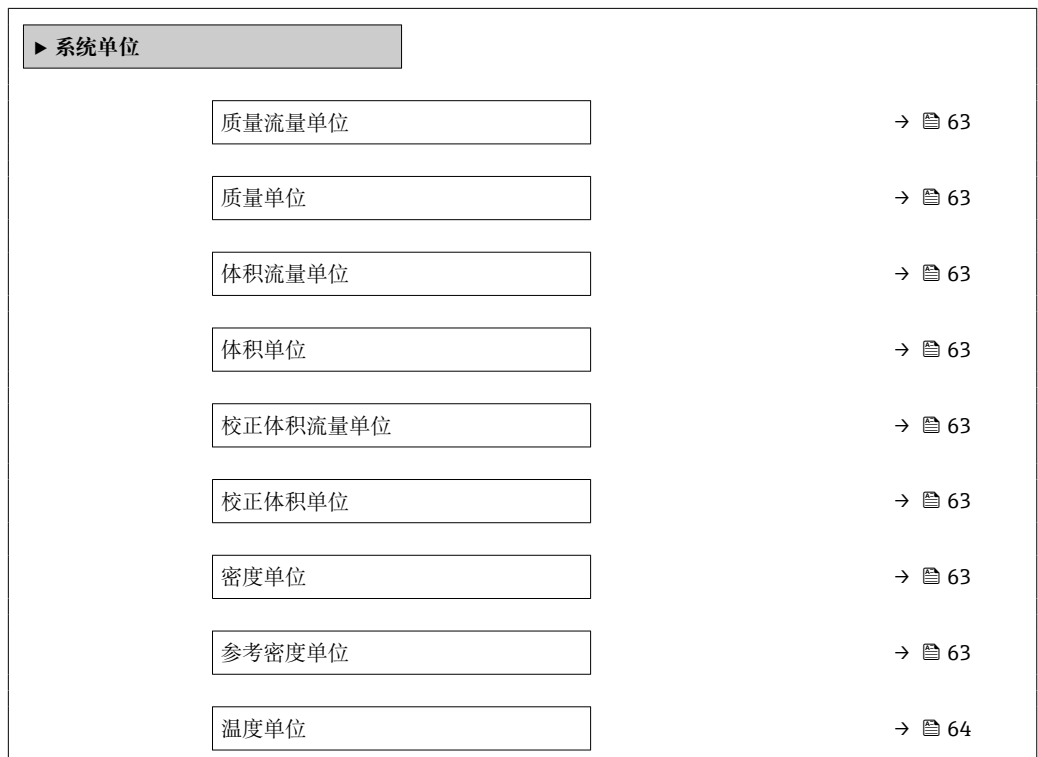 ▶ 系统单位
质量流量单位 → 63
质量单位 → 63
体积流量单位 → 63
体积单位 → 63
校正体积流量单位 → 63
校正体积单位 → 63
密度单位 → 63
参考密度单位 → 63
温度单位 → 64